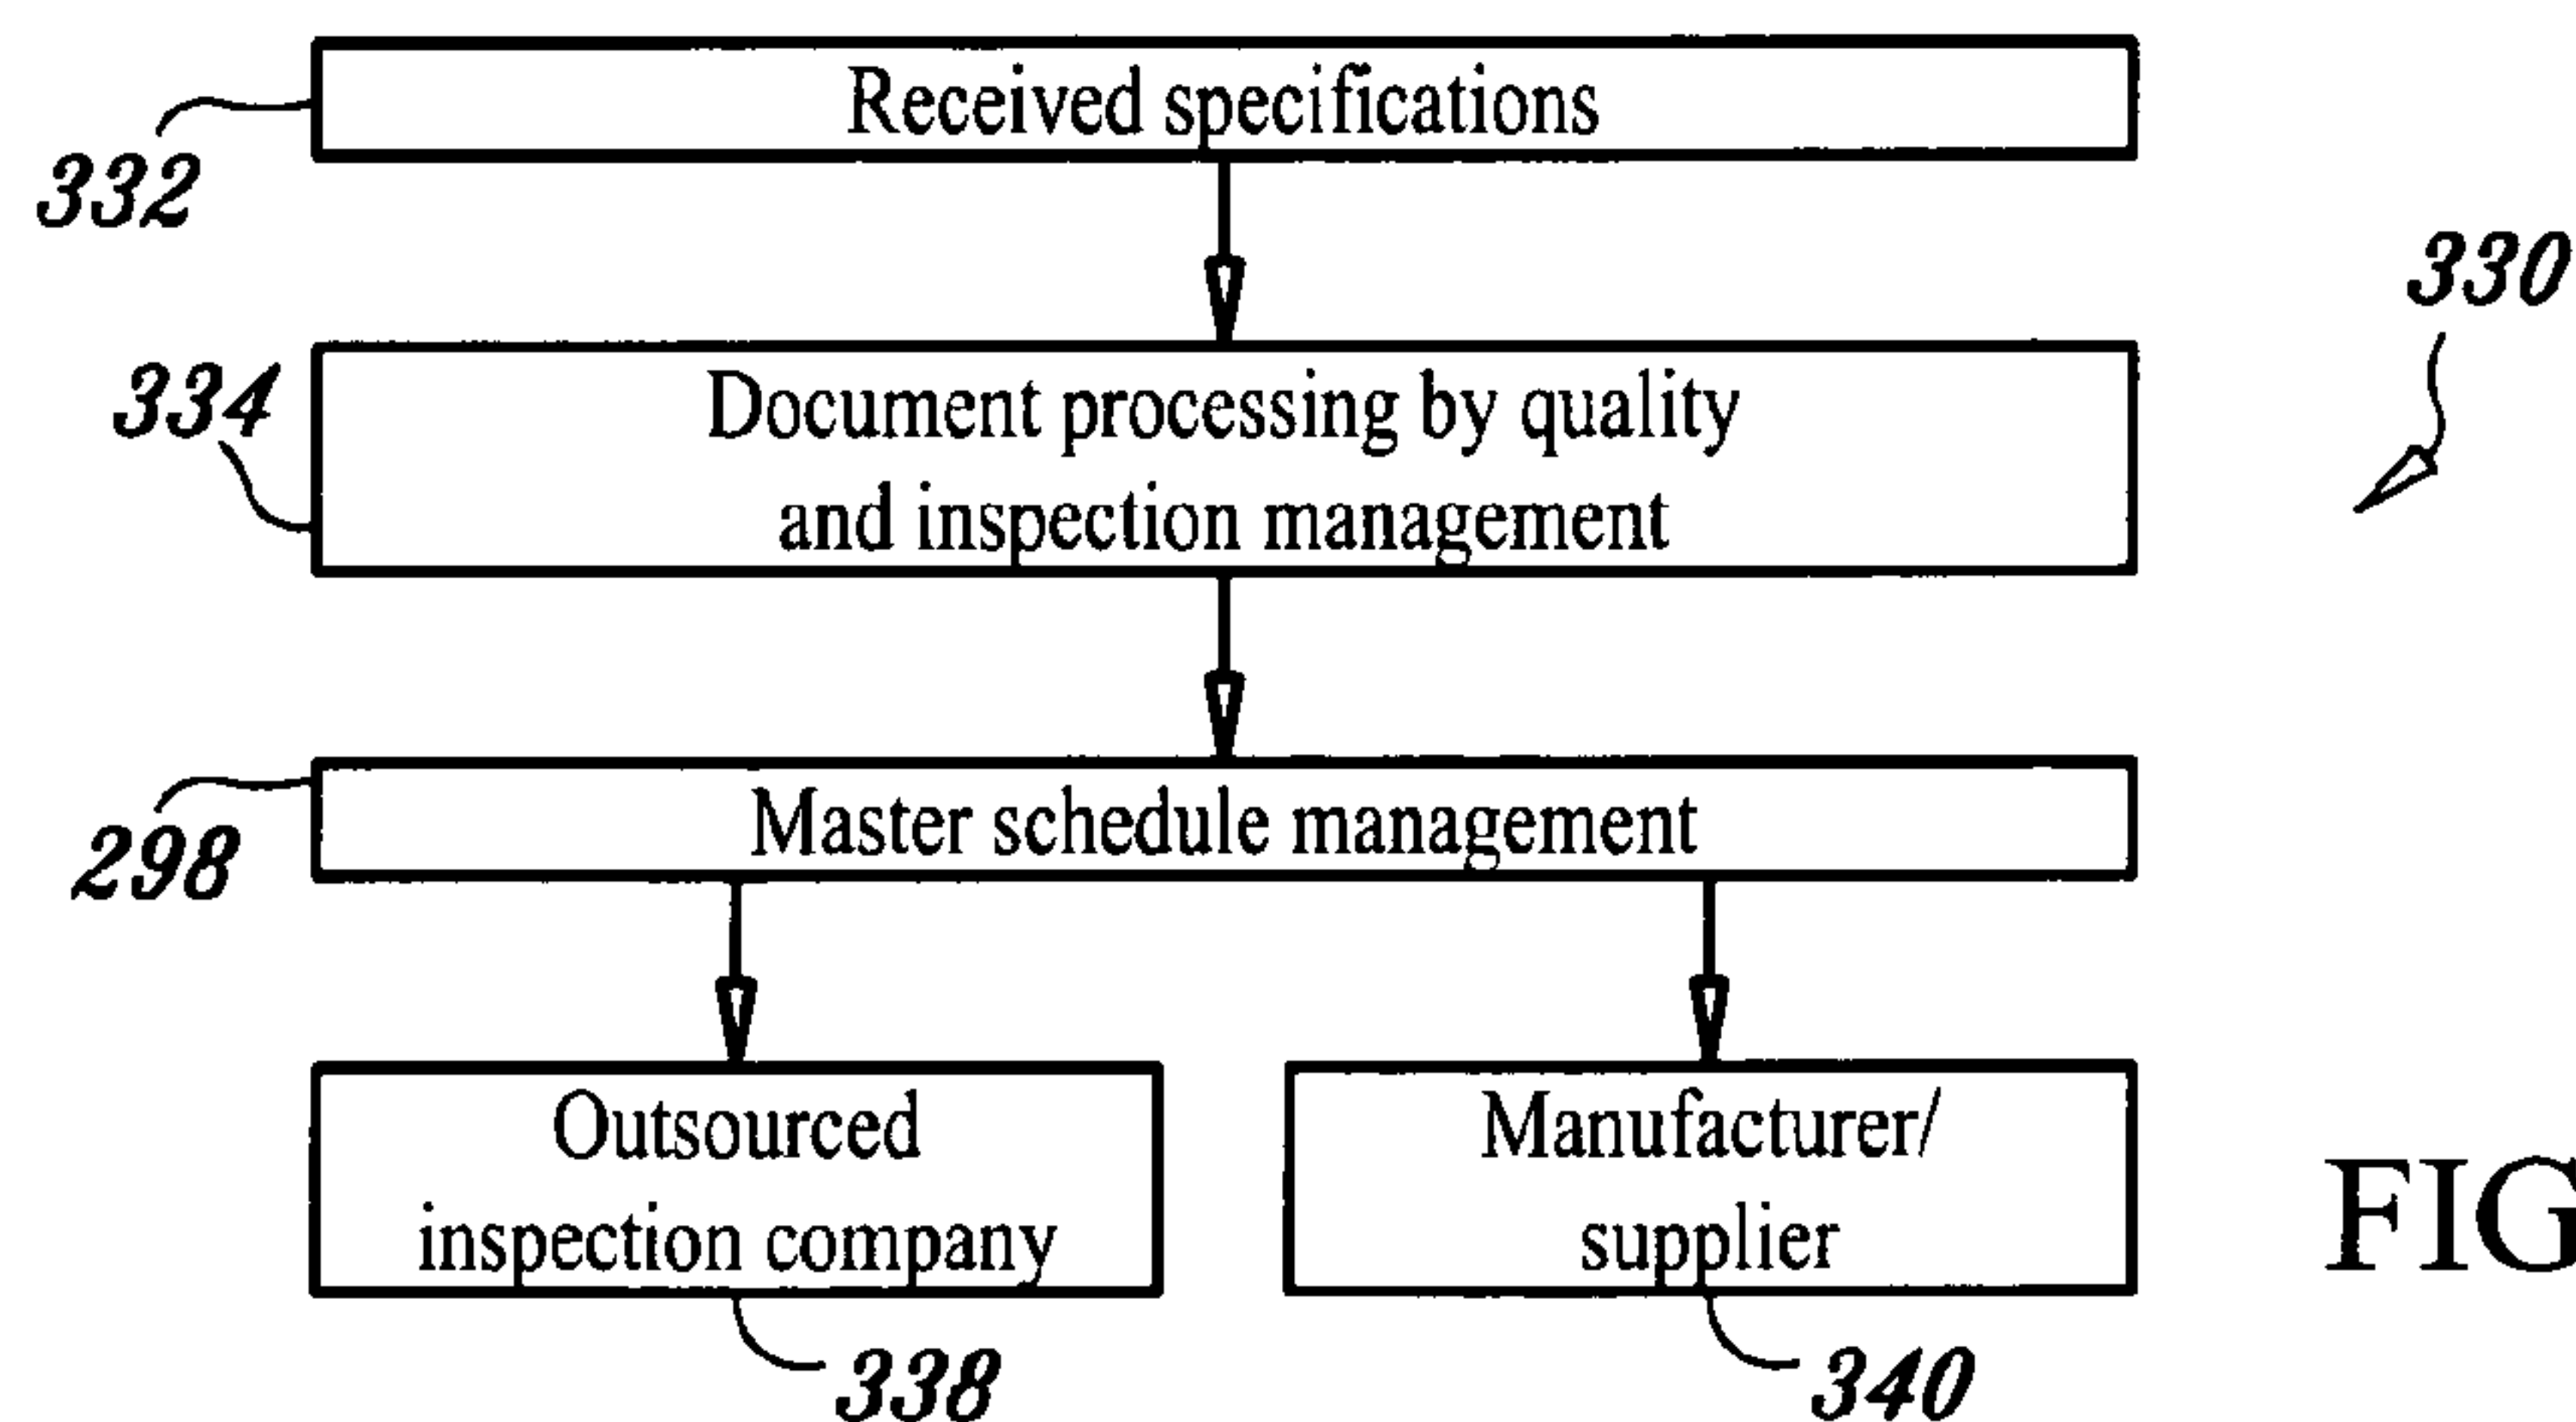 Received specifications
332
330
334
Document processing by quality
and inspection management
Master schedule management
298
Outsourced
inspection company
Manufacturer/
supplier
FIG
338
340